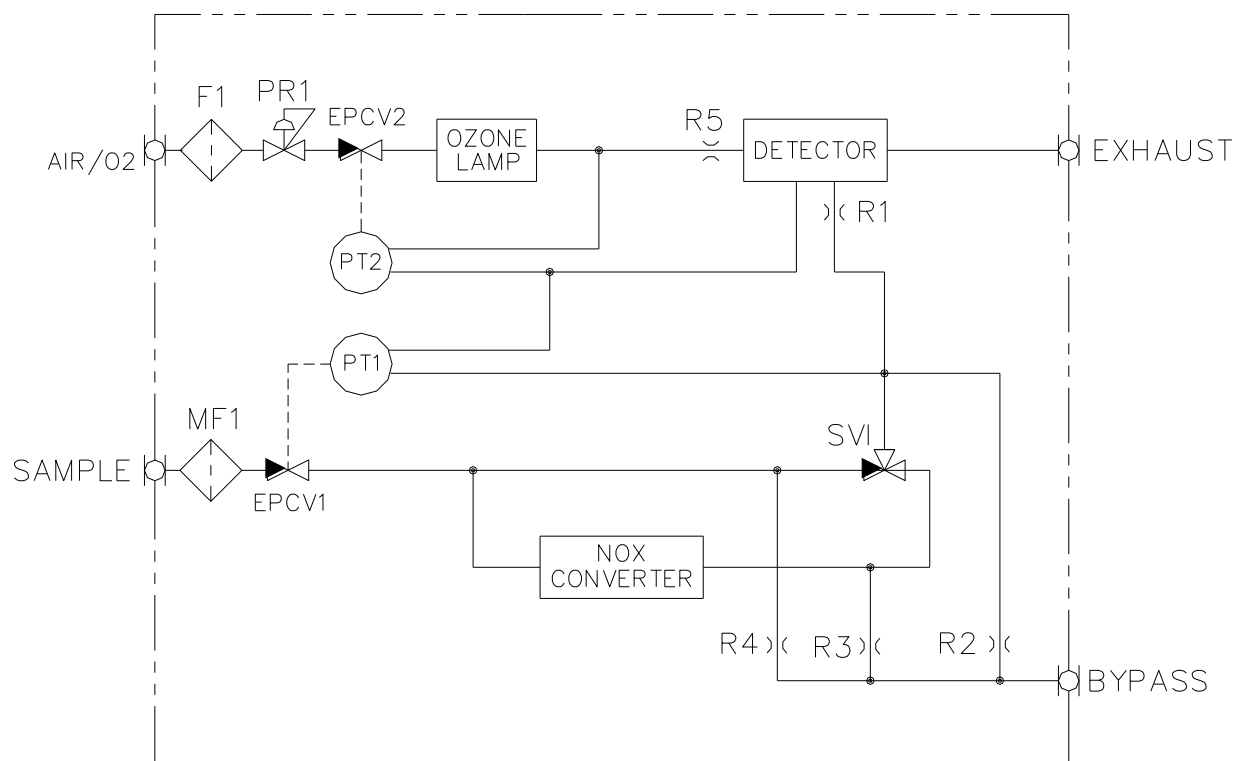 F1
PR1
EPCV2
AIR/O2
OZONE
LAMP
R5
DETECTOR
EXHAUST
R1
PT2
PT1
MF1
SAMPLE
EPCV1
SVI
NOX
CONVERTER
R4
R3
R2
BYPASS